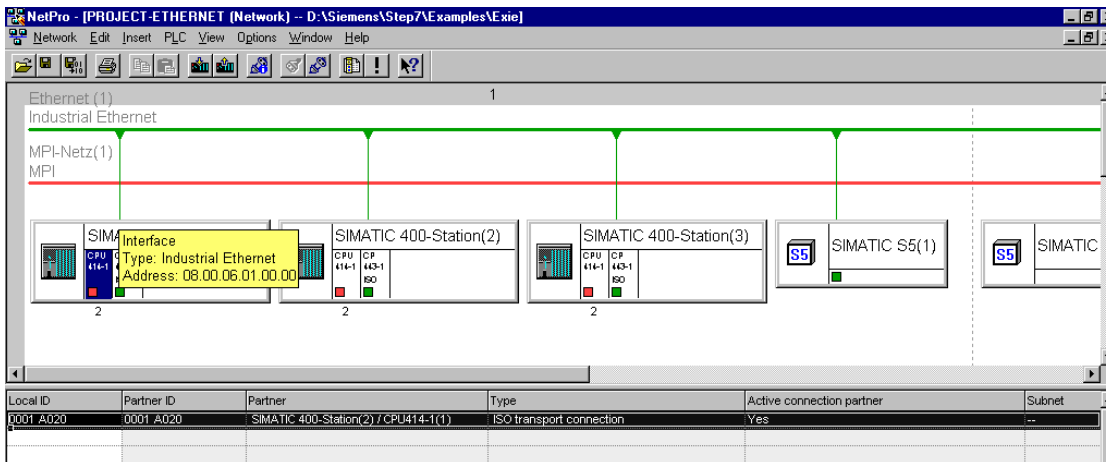 NetPro - [PROJECT-ETHERNET (Network) -- D:\Siemens\Step7\Examples\Exie]
Network Edit Insert PLC View Options Window Help
1
Ethernet (1)
Industrial Ethernet
MPI-Netz(1)
MPI
SIMA
CPU
414-1
Interface
Type: Industrial Ethernet
Address: 08.00.06.01.00.00
2
SIMATIC 400-Station(2)
CPU CP
414-1 443-1
ISO
2
SIMATIC 400-Station(3)
CPU CP
414-1 443-1
ISO
2
S5
SIMATIC S5(1)
S5
SIMATIC
Local ID Partner ID Partner Type Active connection partner Subnet
0001 A020 0001 A020 SIMATIC 400-Station(2) / CPU414-1(1) ISO transport connection Yes --